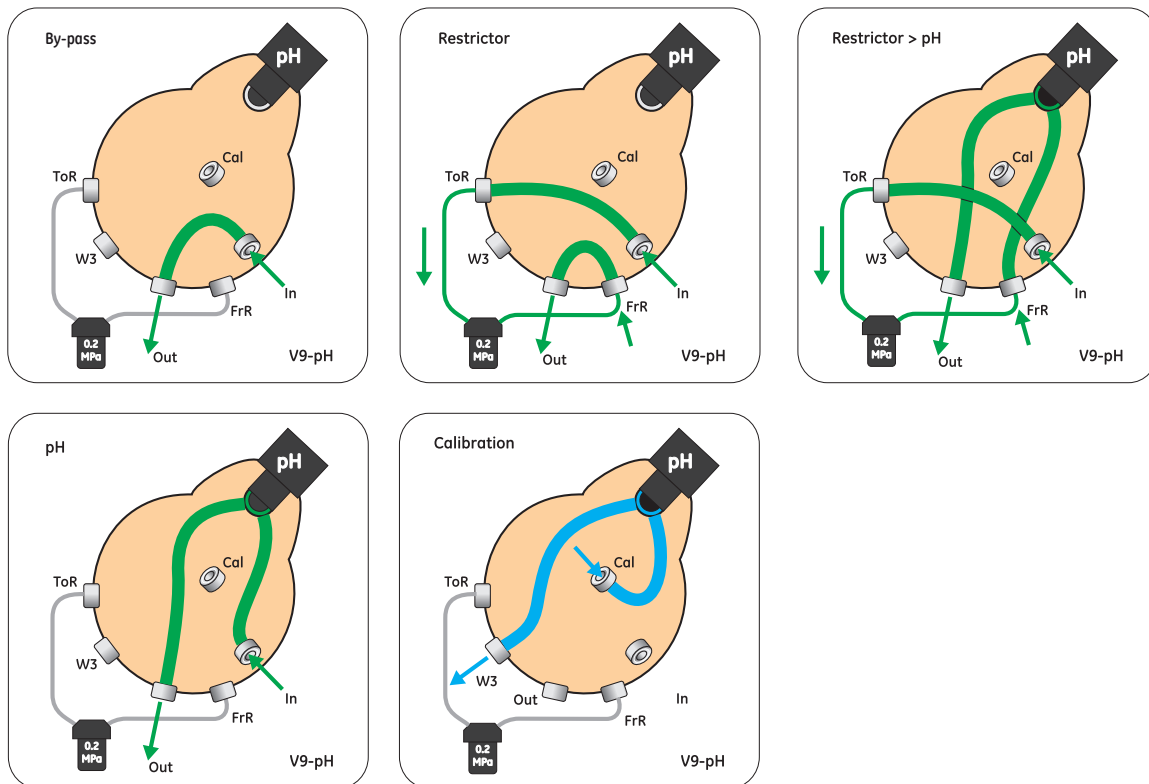 By-pass
pH
Cal
ToR
W3
In
FrR
0.2
MPa
Out
V9-pH
Restrictor
pH
Cal
ToR
W3
In
FrR
0.2
MPa
Out
V9-pH
Restrictor > pH
pH
Cal
ToR
W3
In
FrR
0.2
MPa
Out
V9-pH
pH
pH
Cal
ToR
W3
In
FrR
0.2
MPa
Out
V9-pH
Calibration
pH
Cal
ToR
W3
Out
In
FrR
0.2
MPa
V9-pH